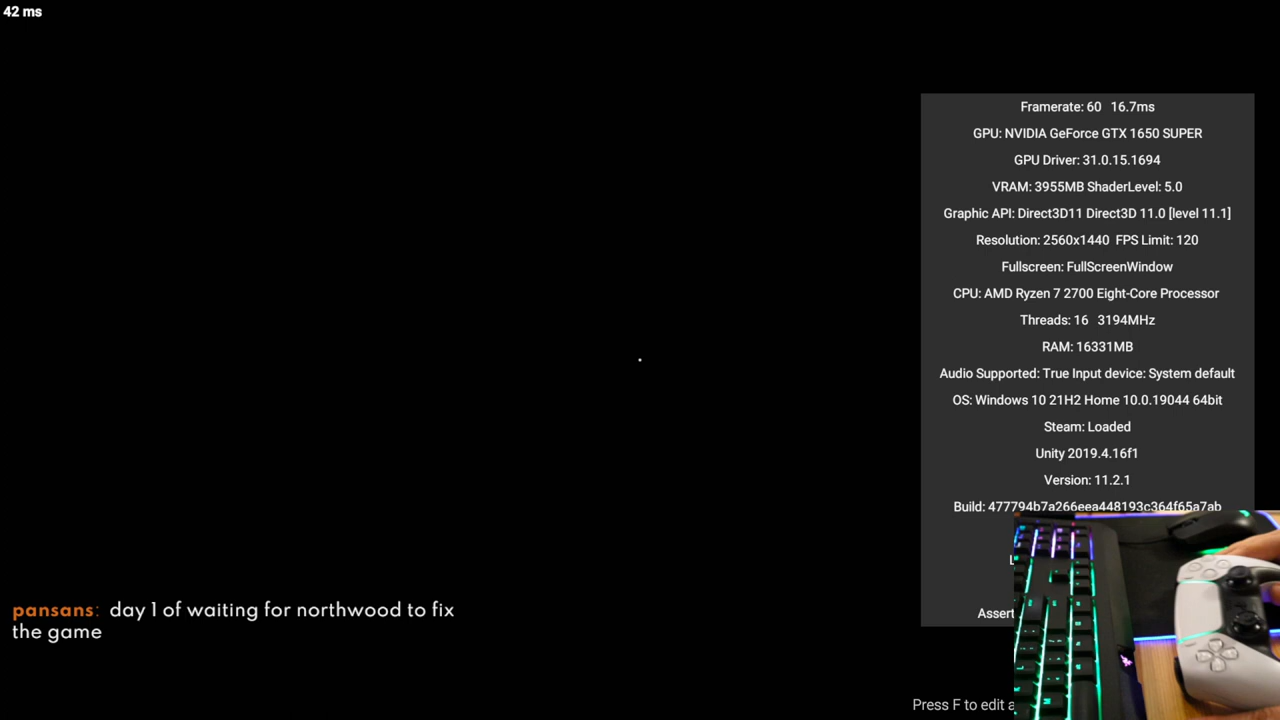 42 ms
Framerate: 60 16.7ms
GPU: NVIDIA GeForce GTX 1650 SUPER
GPU Driver: 31.0.15.1694
VRAM: 3955MB ShaderLevel: 5.0
Graphic API: Direct3D11 Direct3D 11.0 [level 11.1]
Resolution: 2560x1440 FPS Limit: 120
Fullscreen: FullScreenWindow
CPU: AMD Ryzen 7 2700 Eight-Core Processor
Threads: 16 3194MHz
RAM: 16331MB
Audio Supported: True Input device: System default
OS: Windows 10 21H2 Home 10.0.19044 64bit
Steam: Loaded
Unity 2019.4.16f1
Version: 11.2.1
Build: 477794b7a266eea448193c364f65a7ab
Assert
pansans: day 1 of waiting for northwood to fix
the game
Press F to edit a